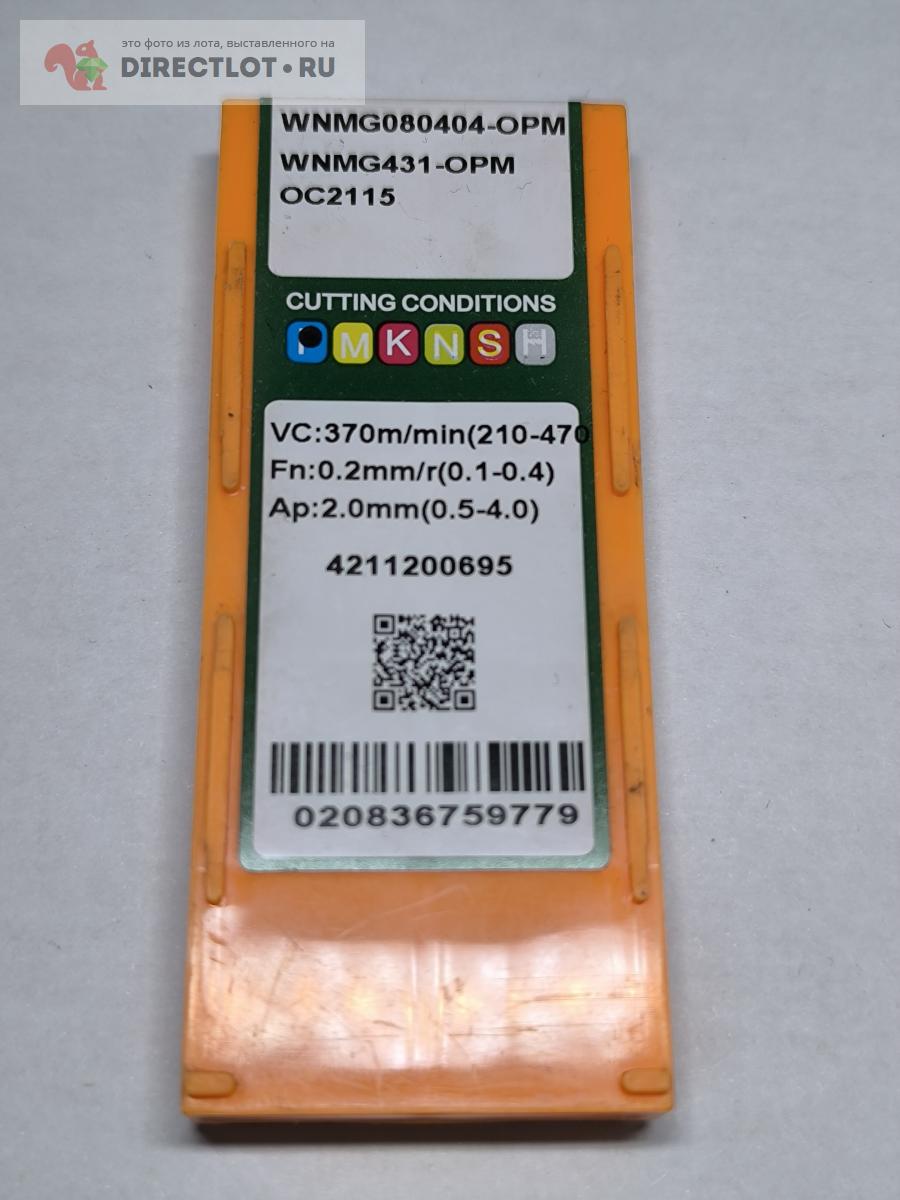 это фото из лота, выставленного на
DIRECTLOT.RU
WNMG080404-OPM
WNMG431-OPM
OC2115
CUTTING CONDITIONS
P M K N S H
VC:370m/min(210-470
Fn:0.2mm/r(0.1-0.4)
Ap:2.0mm(0.5-4.0)
4211200695
020836759779